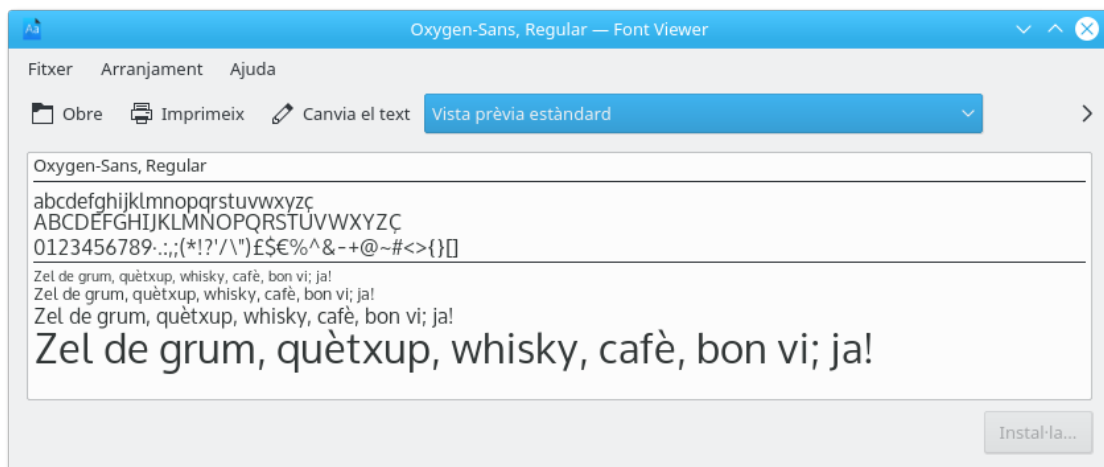 Aa
Oxygen-Sans, Regular — Font Viewer
Fitxer Arranjament Ajuda
Obre Imprimeix Canvia el text Vista prèvia estàndard
Oxygen-Sans, Regular
abcdefghijklmnopqrstuvwxyzç
ABCDEFGHIJKLMNOPQRSTUVWXYZÇ
0123456789·.:,;(*!?'/\")£$€%^&-+@~#<>{}[]
Zel de grum, quètxup, whisky, cafè, bon vi; ja!
Zel de grum, quètxup, whisky, cafè, bon vi; ja!
Zel de grum, quètxup, whisky, cafè, bon vi; ja!
Zel de grum, quètxup, whisky, cafè, bon vi; ja!
Instal·la...